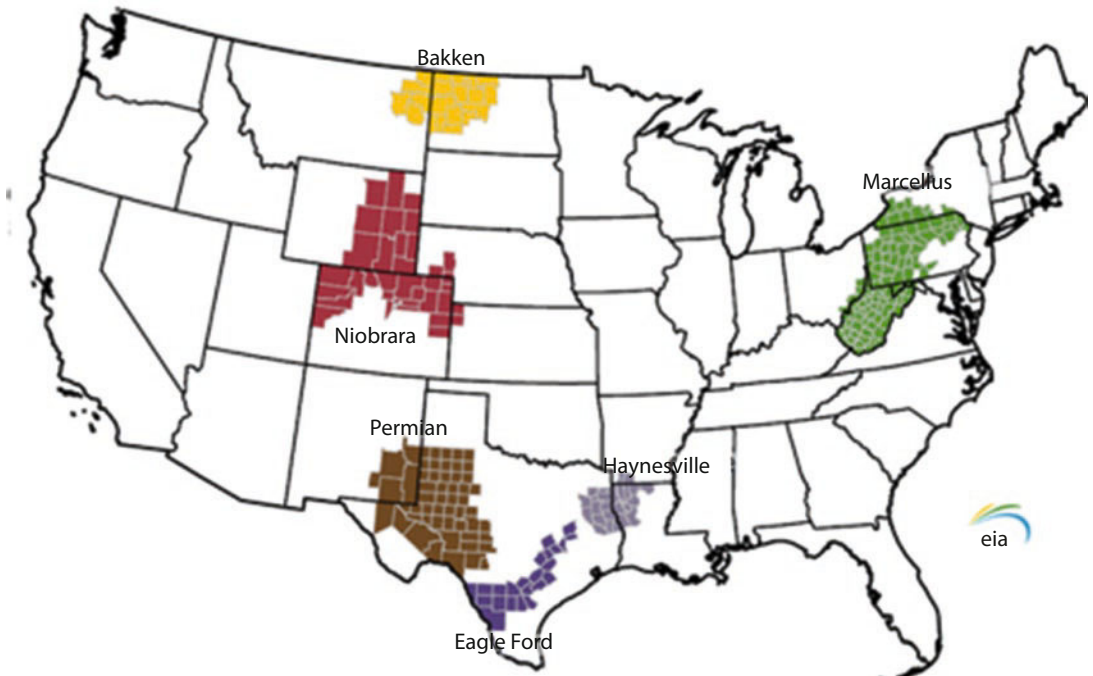 Bakken
Marcellus
Niobrara
Permian
Haynesville
eia
Eagle Ford